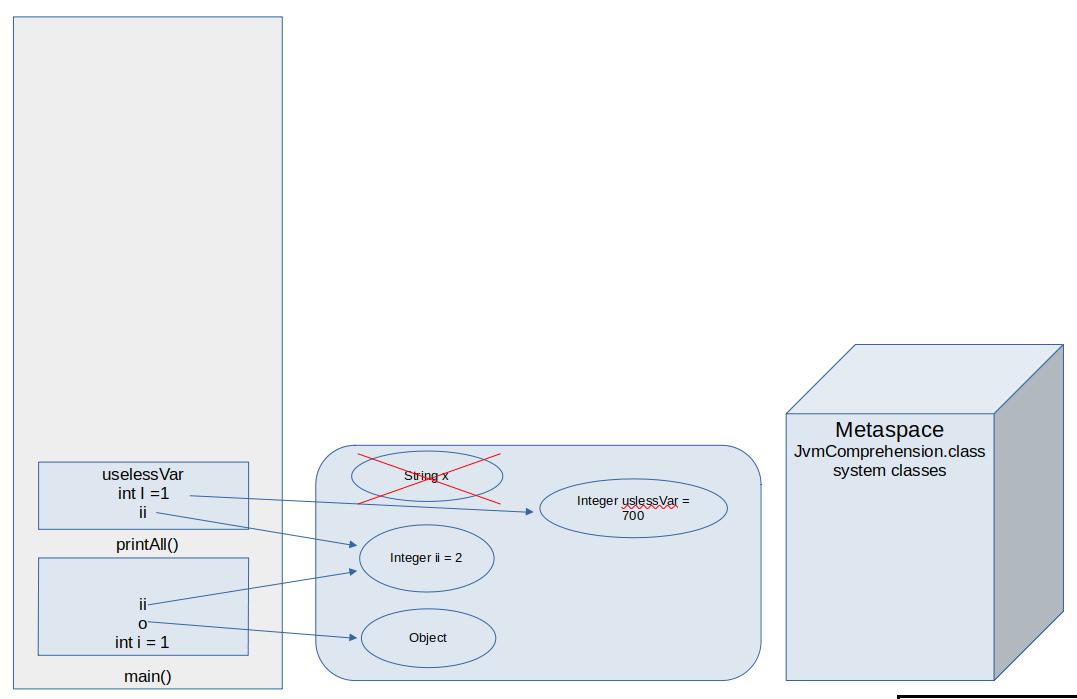 uselessVar
int I =1
ii
printAll()
ii
o
int i = 1
main()
String x
Integer uslessVar =
700
Integer ii = 2
Object
Metaspace
JvmComprehension.class
system classes